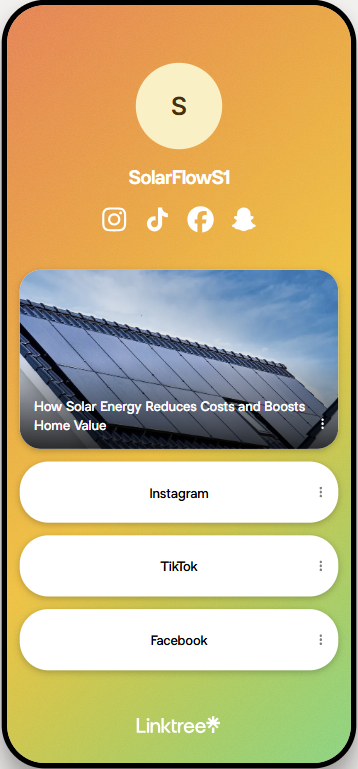 S
SolarFlowS1
How Solar Energy Reduces Costs and Boosts
Home Value
Instagram
TikTok
Facebook
Linktree